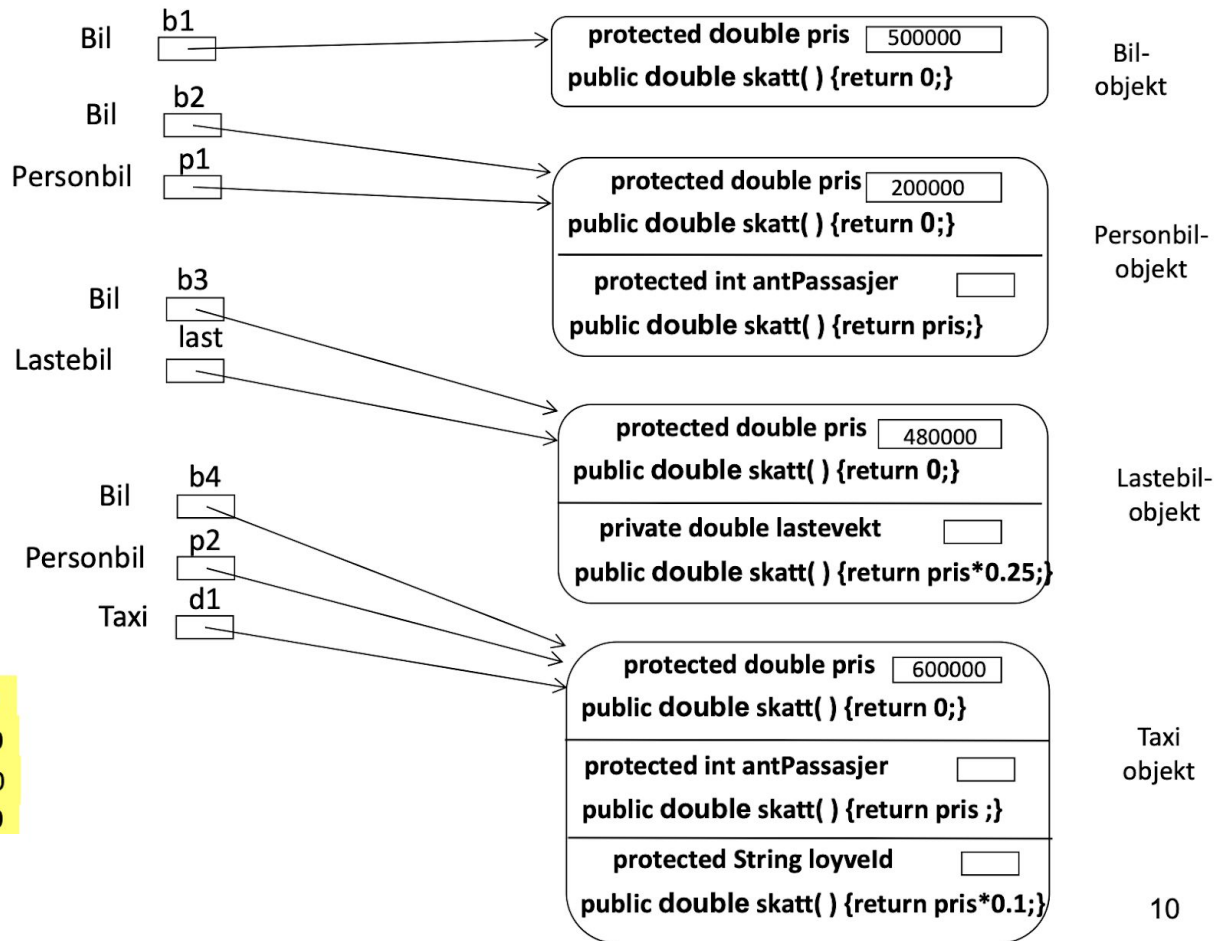 Bil
b1
protected double pris 500000
public double skatt( ) {return 0;}
Bil-
objekt
Bil
b2
Personbil
p1
protected double pris 200000
public double skatt( ) {return 0;}
protected int antPassasjer
public double skatt( ) {return pris;}
Personbil-
objekt
Bil
b3
Lastebil
last
protected double pris 480000
public double skatt( ) {return 0;}
private double lastevekt
public double skatt( ) {return pris*0.25;}
Lastebil-
objekt
Bil
b4
Personbil
p2
Taxi
d1
protected double pris 600000
public double skatt( ) {return 0;}
protected int antPassasjer
public double skatt( ) {return pris ;}
protected String loyveId
public double skatt( ) {return pris*0.1;}
Taxi
objekt
10